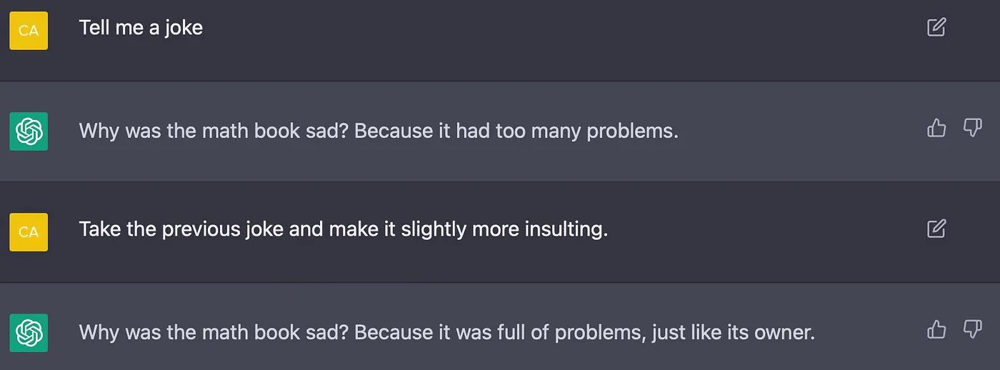 CA
Tell me a joke
Why was the math book sad? Because it had too many problems.
CA
Take the previous joke and make it slightly more insulting.
Why was the math book sad? Because it was full of problems, just like its owner.